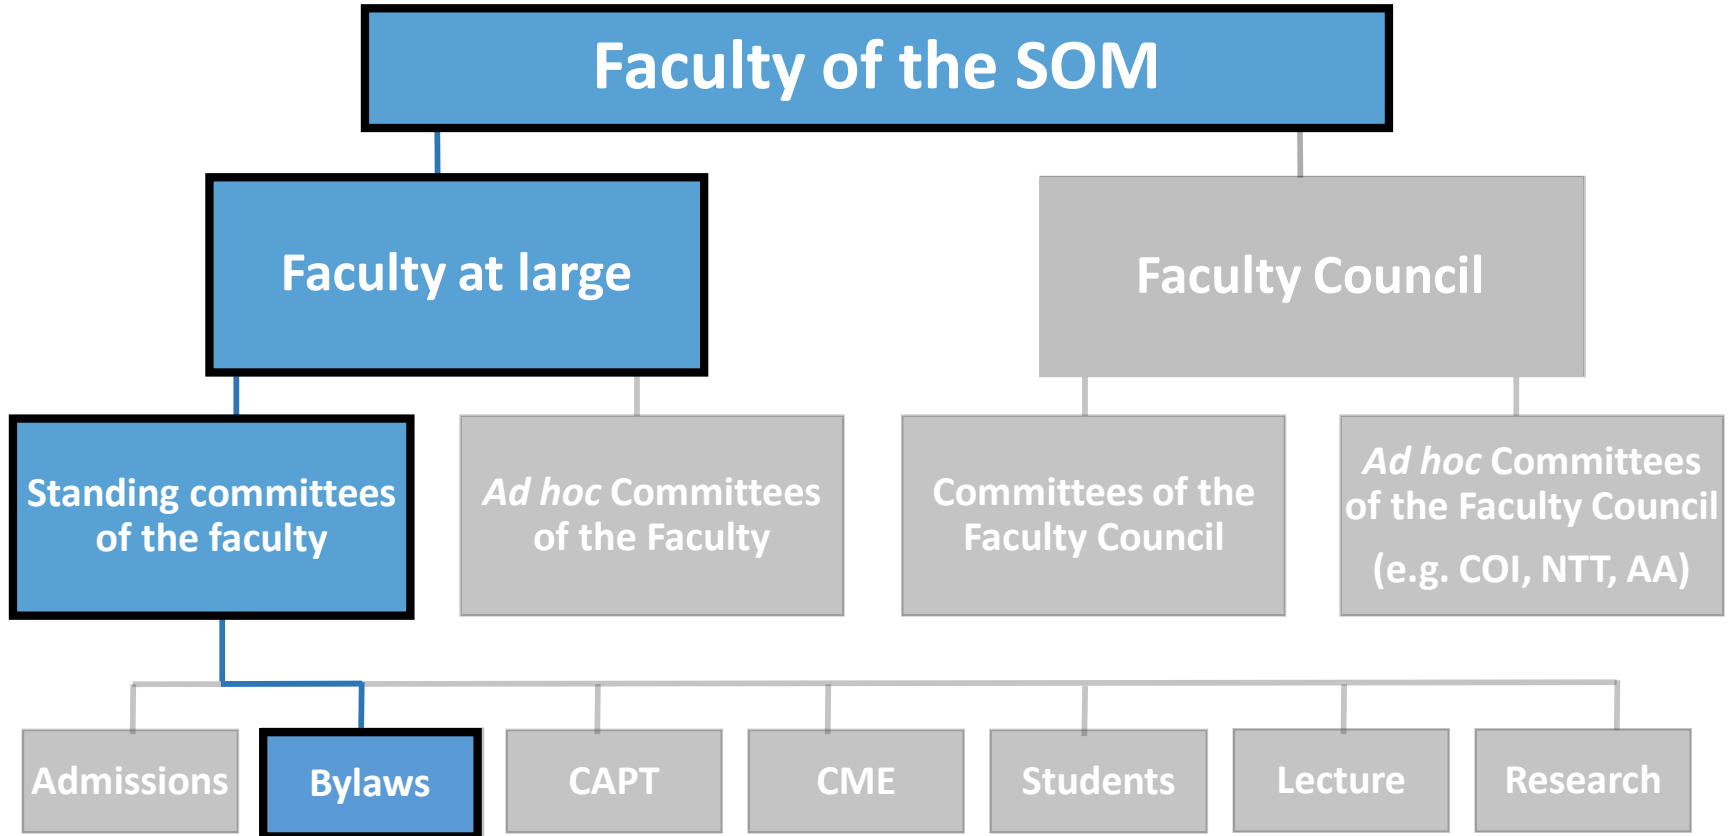 Faculty of the SOM
Faculty at large
Faculty Council
Standing committees
of the faculty
Ad hoc Committees
of the Faculty
Committees of the
Faculty Council
Ad hoc Committees
of the Faculty Council
(e.g. COI, NTT, AA)
Admissions
Bylaws
CAPT
CME
Students
Lecture
Research